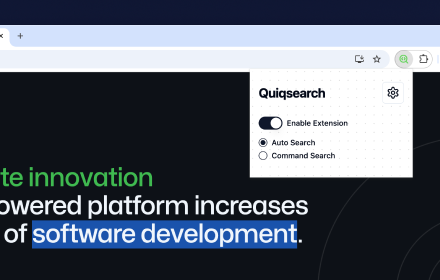 Quiqsearch
Enable Extension
Auto Search
Command Search
te innovation
owered platform increases
of software development.